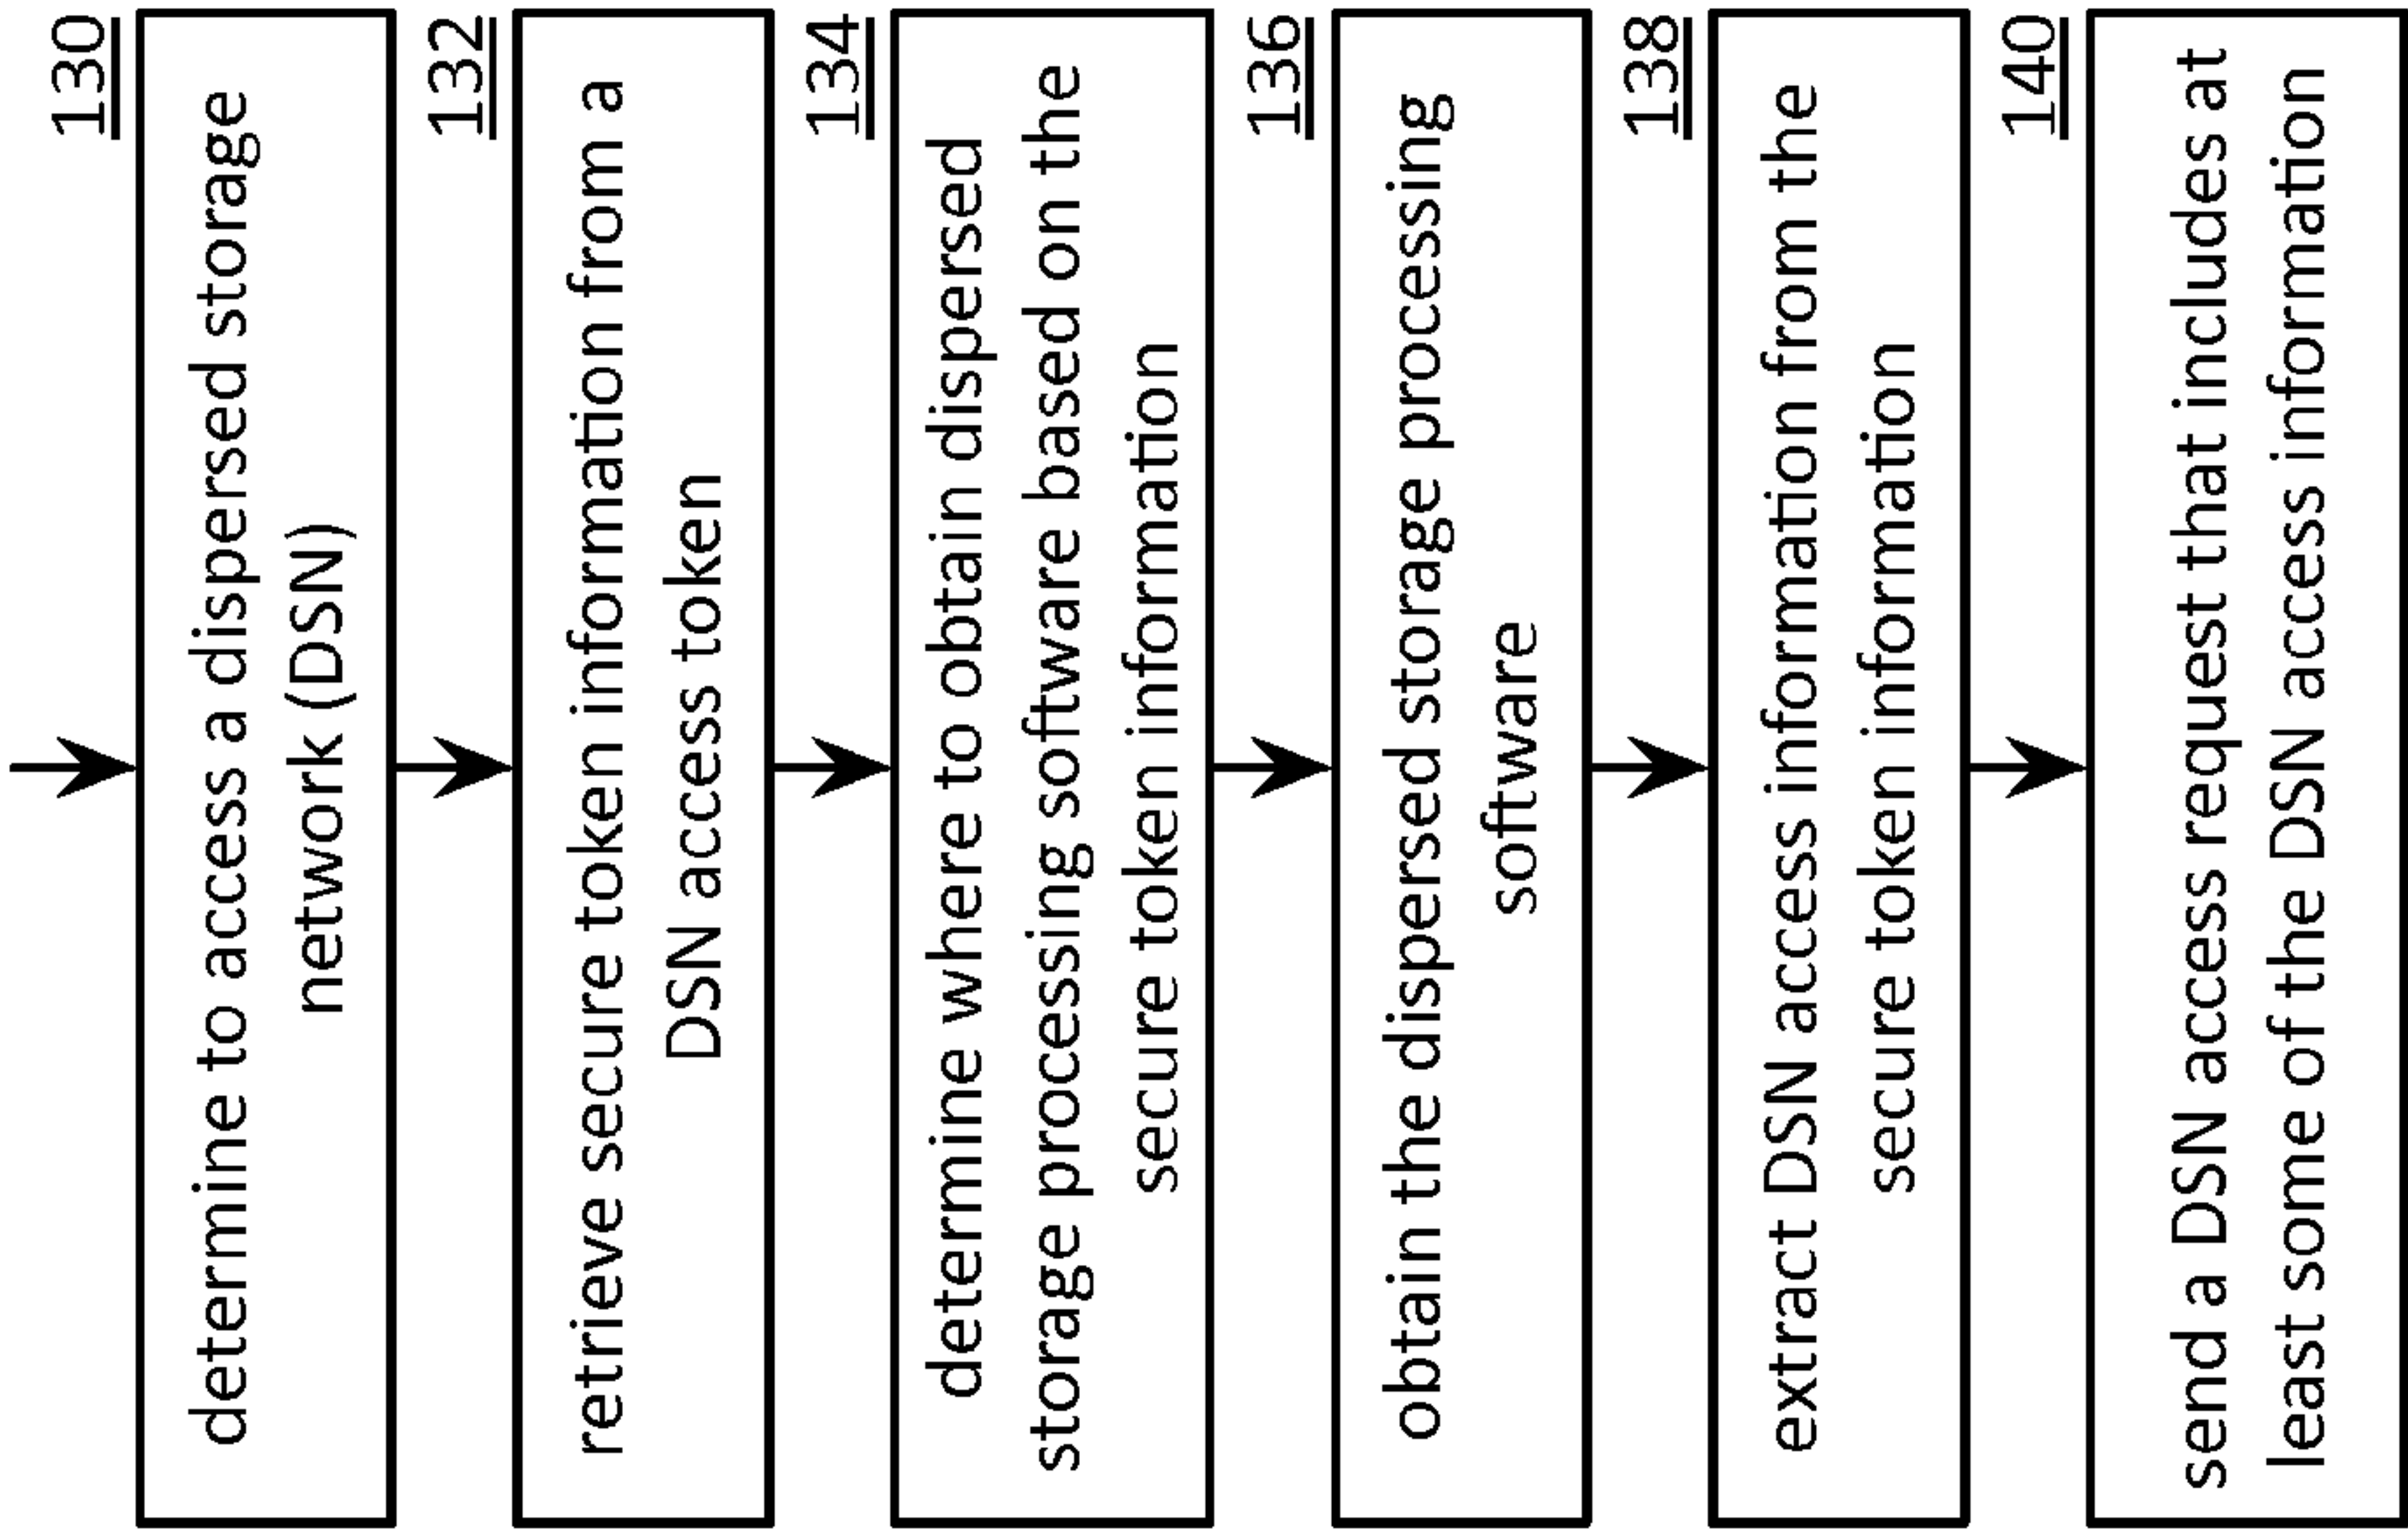 130
determine to access a dispersed storage
network (DSN)
132
retrieve secure token information from a
DSN access token
134
determine where to obtain dispersed
storage processing software based on the
secure token information
136
obtain the dispersed storage processing
software
138
extract DSN access information from the
secure token information
140
send a DSN access request that includes at
least some of the DSN access information